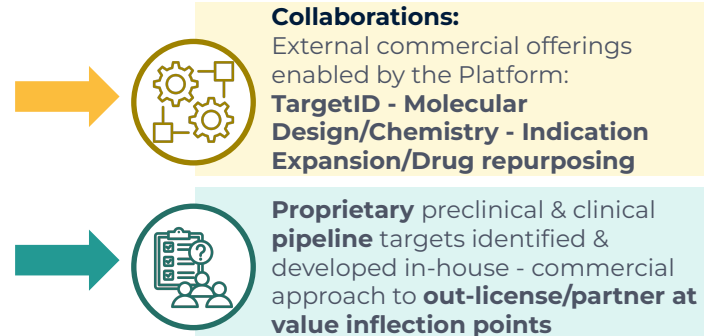 Collaborations:
External commercial offerings
enabled by the Platform:
TargetID - Molecular
Design/Chemistry - Indication
Expansion/Drug repurposing
Proprietary preclinical & clinical
pipeline targets identified &
developed in-house - commercial
approach to out-license/partner at
value inflection points